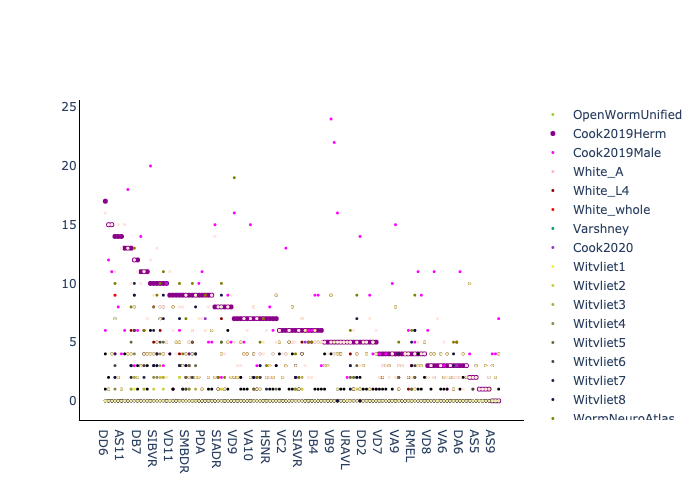 25
20
15
10
5
0
DD6
AS11
DB7
SIBVR
VD11
SMBDR
PDA
SIADR
VD9
VA10
HSNR
VC2
SIAVR
DB4
VB9
URAVL
DD2
VD7
VA9
RMEL
VD8
VA6
DA6
AS5
AS9
OpenWormUnified
Cook2019Herm
Cook2019Male
White_A
White_L4
White_whole
Varshney
Cook2020
Witvliet1
Witvliet2
Witvliet3
Witvliet4
Witvliet5
Witvliet6
Witvliet7
Witvliet8
WormNeuroAtlas